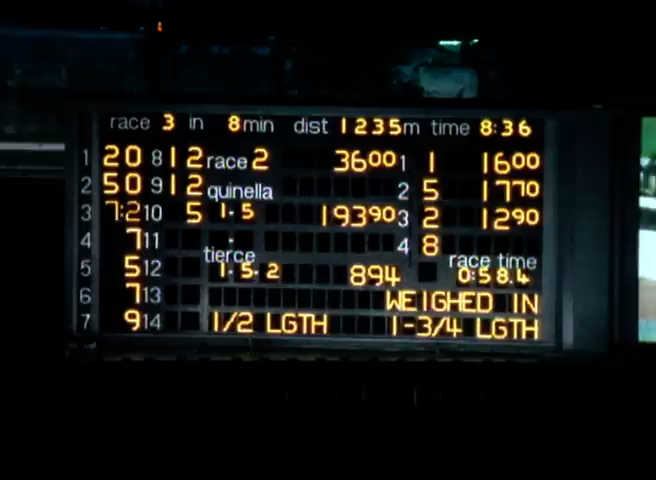 race 3 in 8min dist 1235m time 8:36
1 20 8 12 race 2 3600 1 1 1600
2 50 9 12 quinella 2 5 1770
3 7:2 10 5 1.5 19390 3 2 1290
4 7 11 4 8
tierce race time
5 5 12 1.5.2 894 0:58.4
6 7 13 WEIGHED IN
7 9 14 1/2 LGTH 1-3/4 LGTH